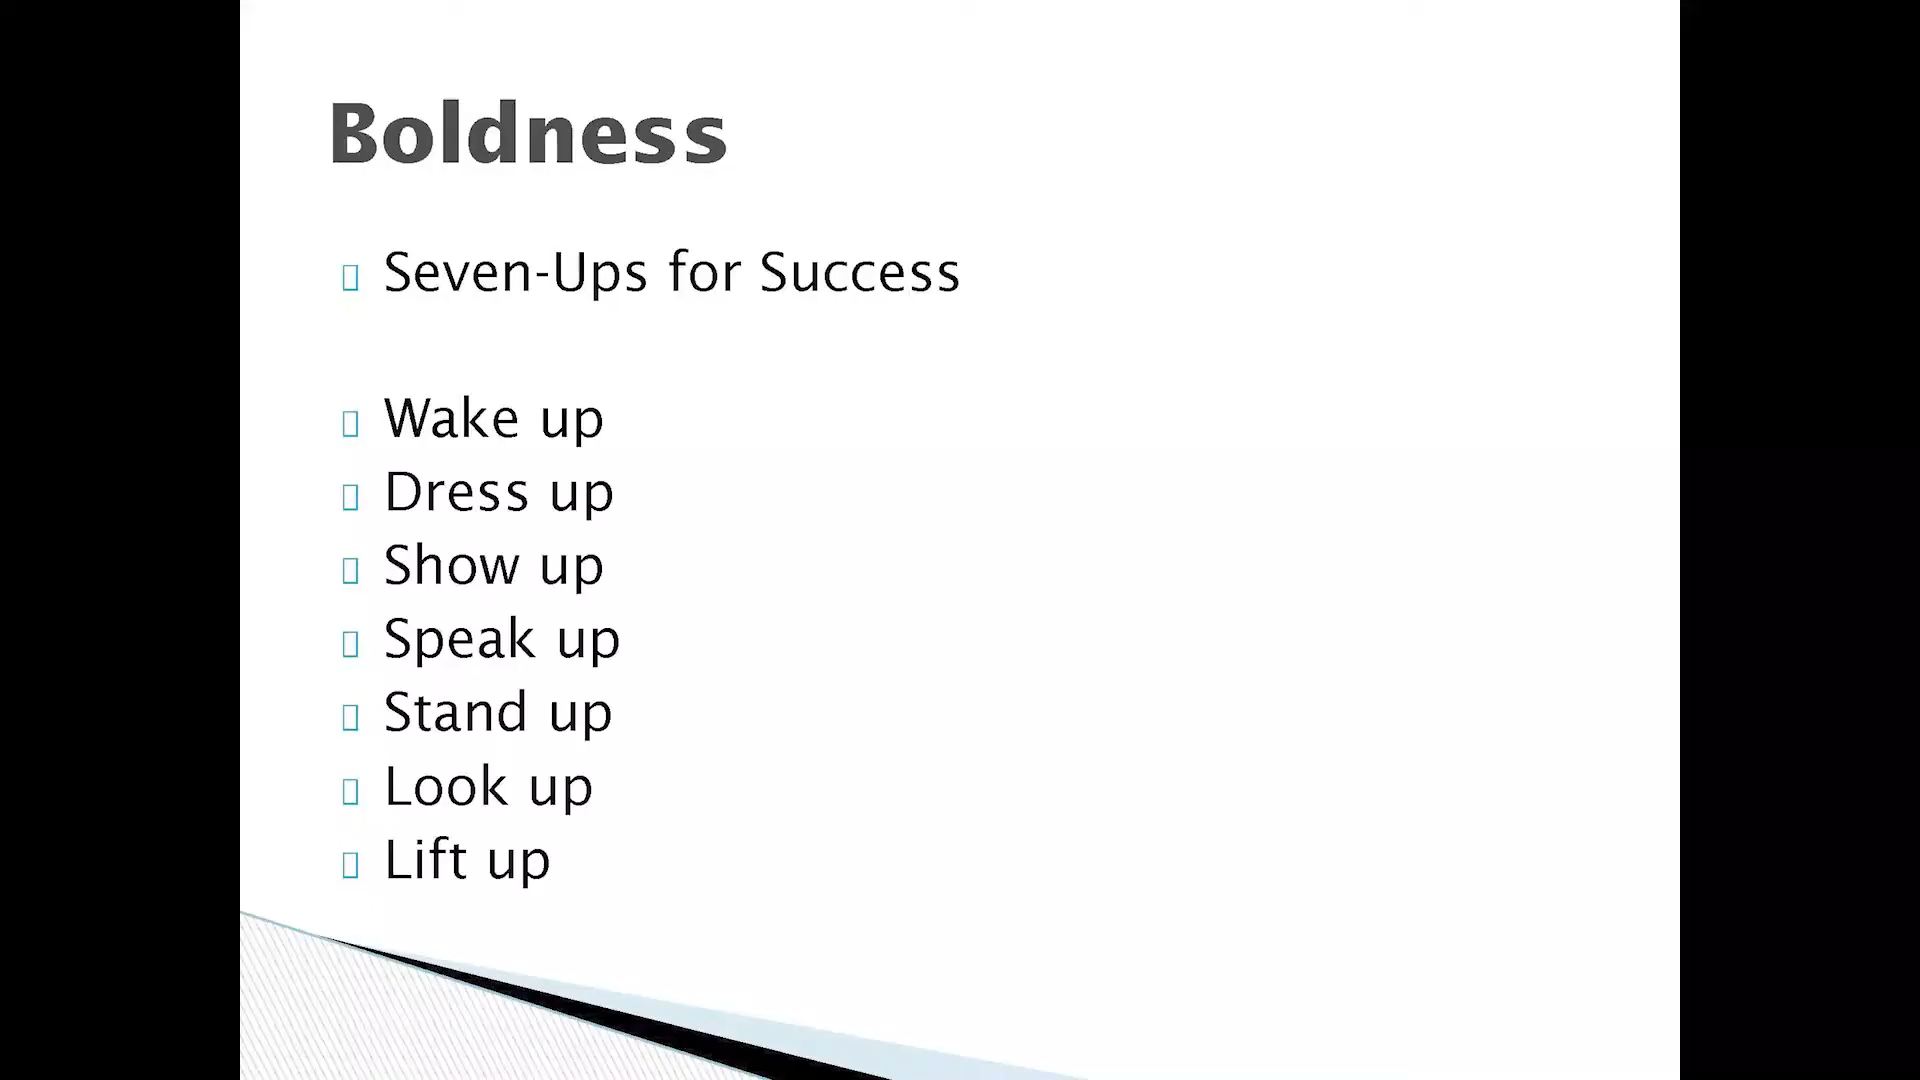 Boldness
Seven-Ups for Success
Wake up
Dress up
Show up
Speak up
Stand up
Look up
Lift up